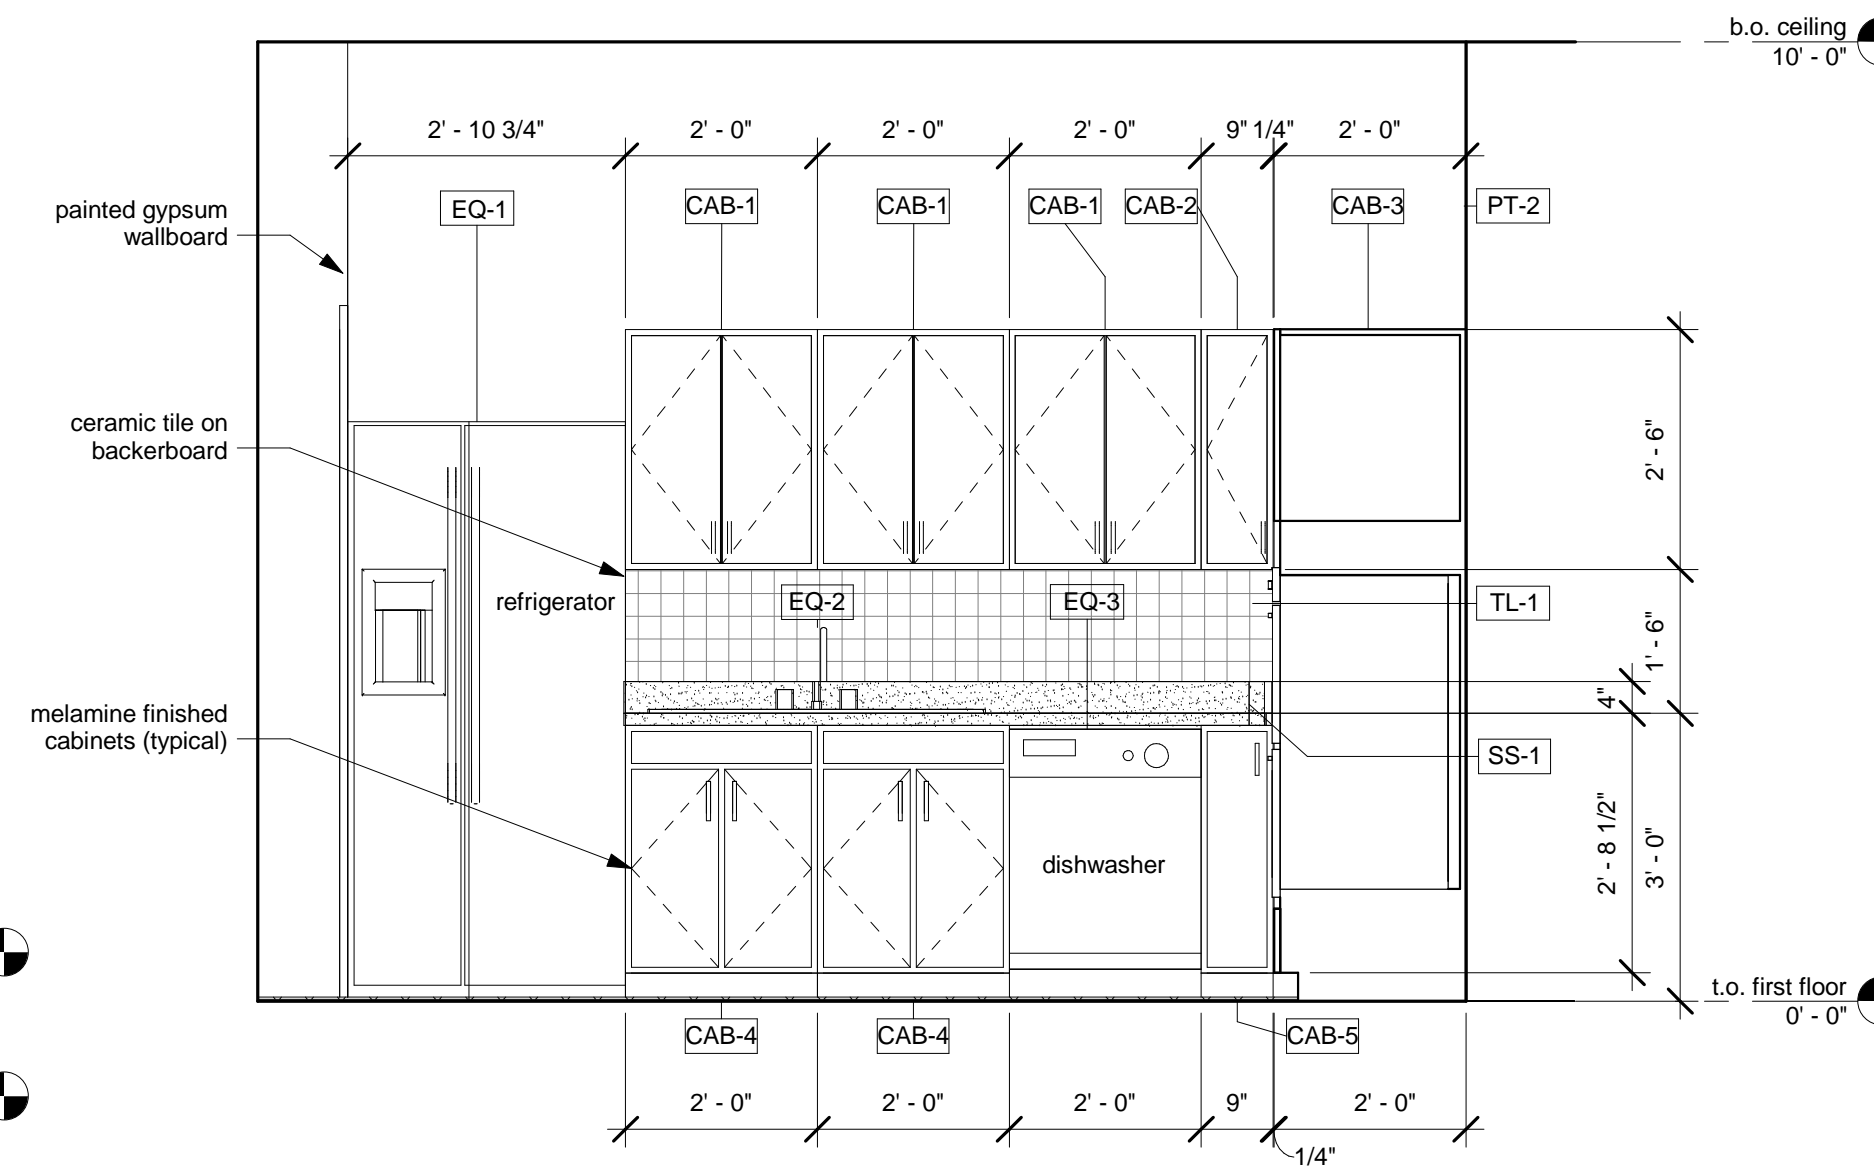 b.o. ceiling
10' - 0"
2' - 10 3/4"
2' - 0"
2' - 0"
2' - 0"
9"
1/4"
2' - 0"
EQ-1
CAB-1
CAB-1
CAB-1
CAB-2
CAB-3
PT-2
painted gypsum
wallboard
ceramic tile on
backerboard
2' - 6"
refrigerator
EQ-2
EQ-3
TL-1
1' - 6"
4"
melamine finished
cabinets (typical)
SS-1
2' - 8 1/2"
3' - 0"
dishwasher
t.o. first floor
0' - 0"
CAB-4
CAB-4
CAB-5
2' - 0"
2' - 0"
2' - 0"
9"
2' - 0"
1/4"